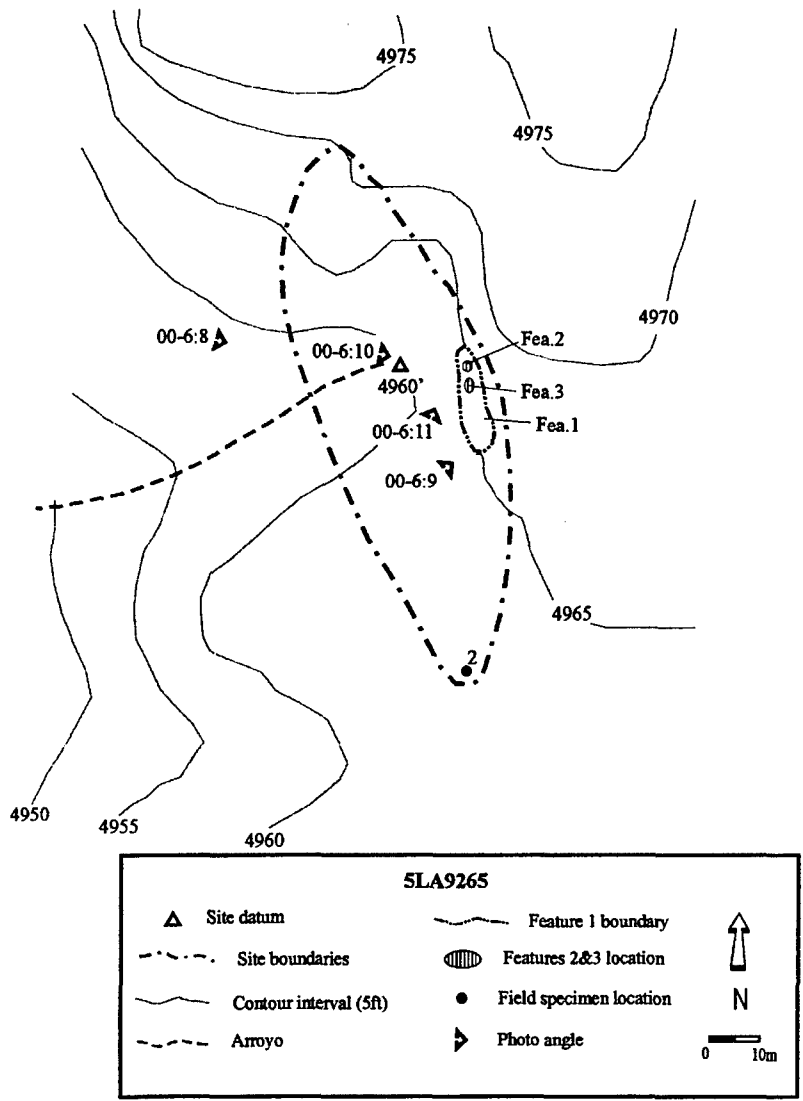 4975
4975
4970
00-6:8
00-6:10
Fea.2
4960'
Fea.3
00-6:11
Fea.1
00-6:9
4965
2
4950
4955
4960
5LA9265
Site datum
Feature 1 boundary
Site boundaries
Features 2&3 location
Contour interval (5ft)
Field specimen location
N
Arroyo
Photo angle
0 10m